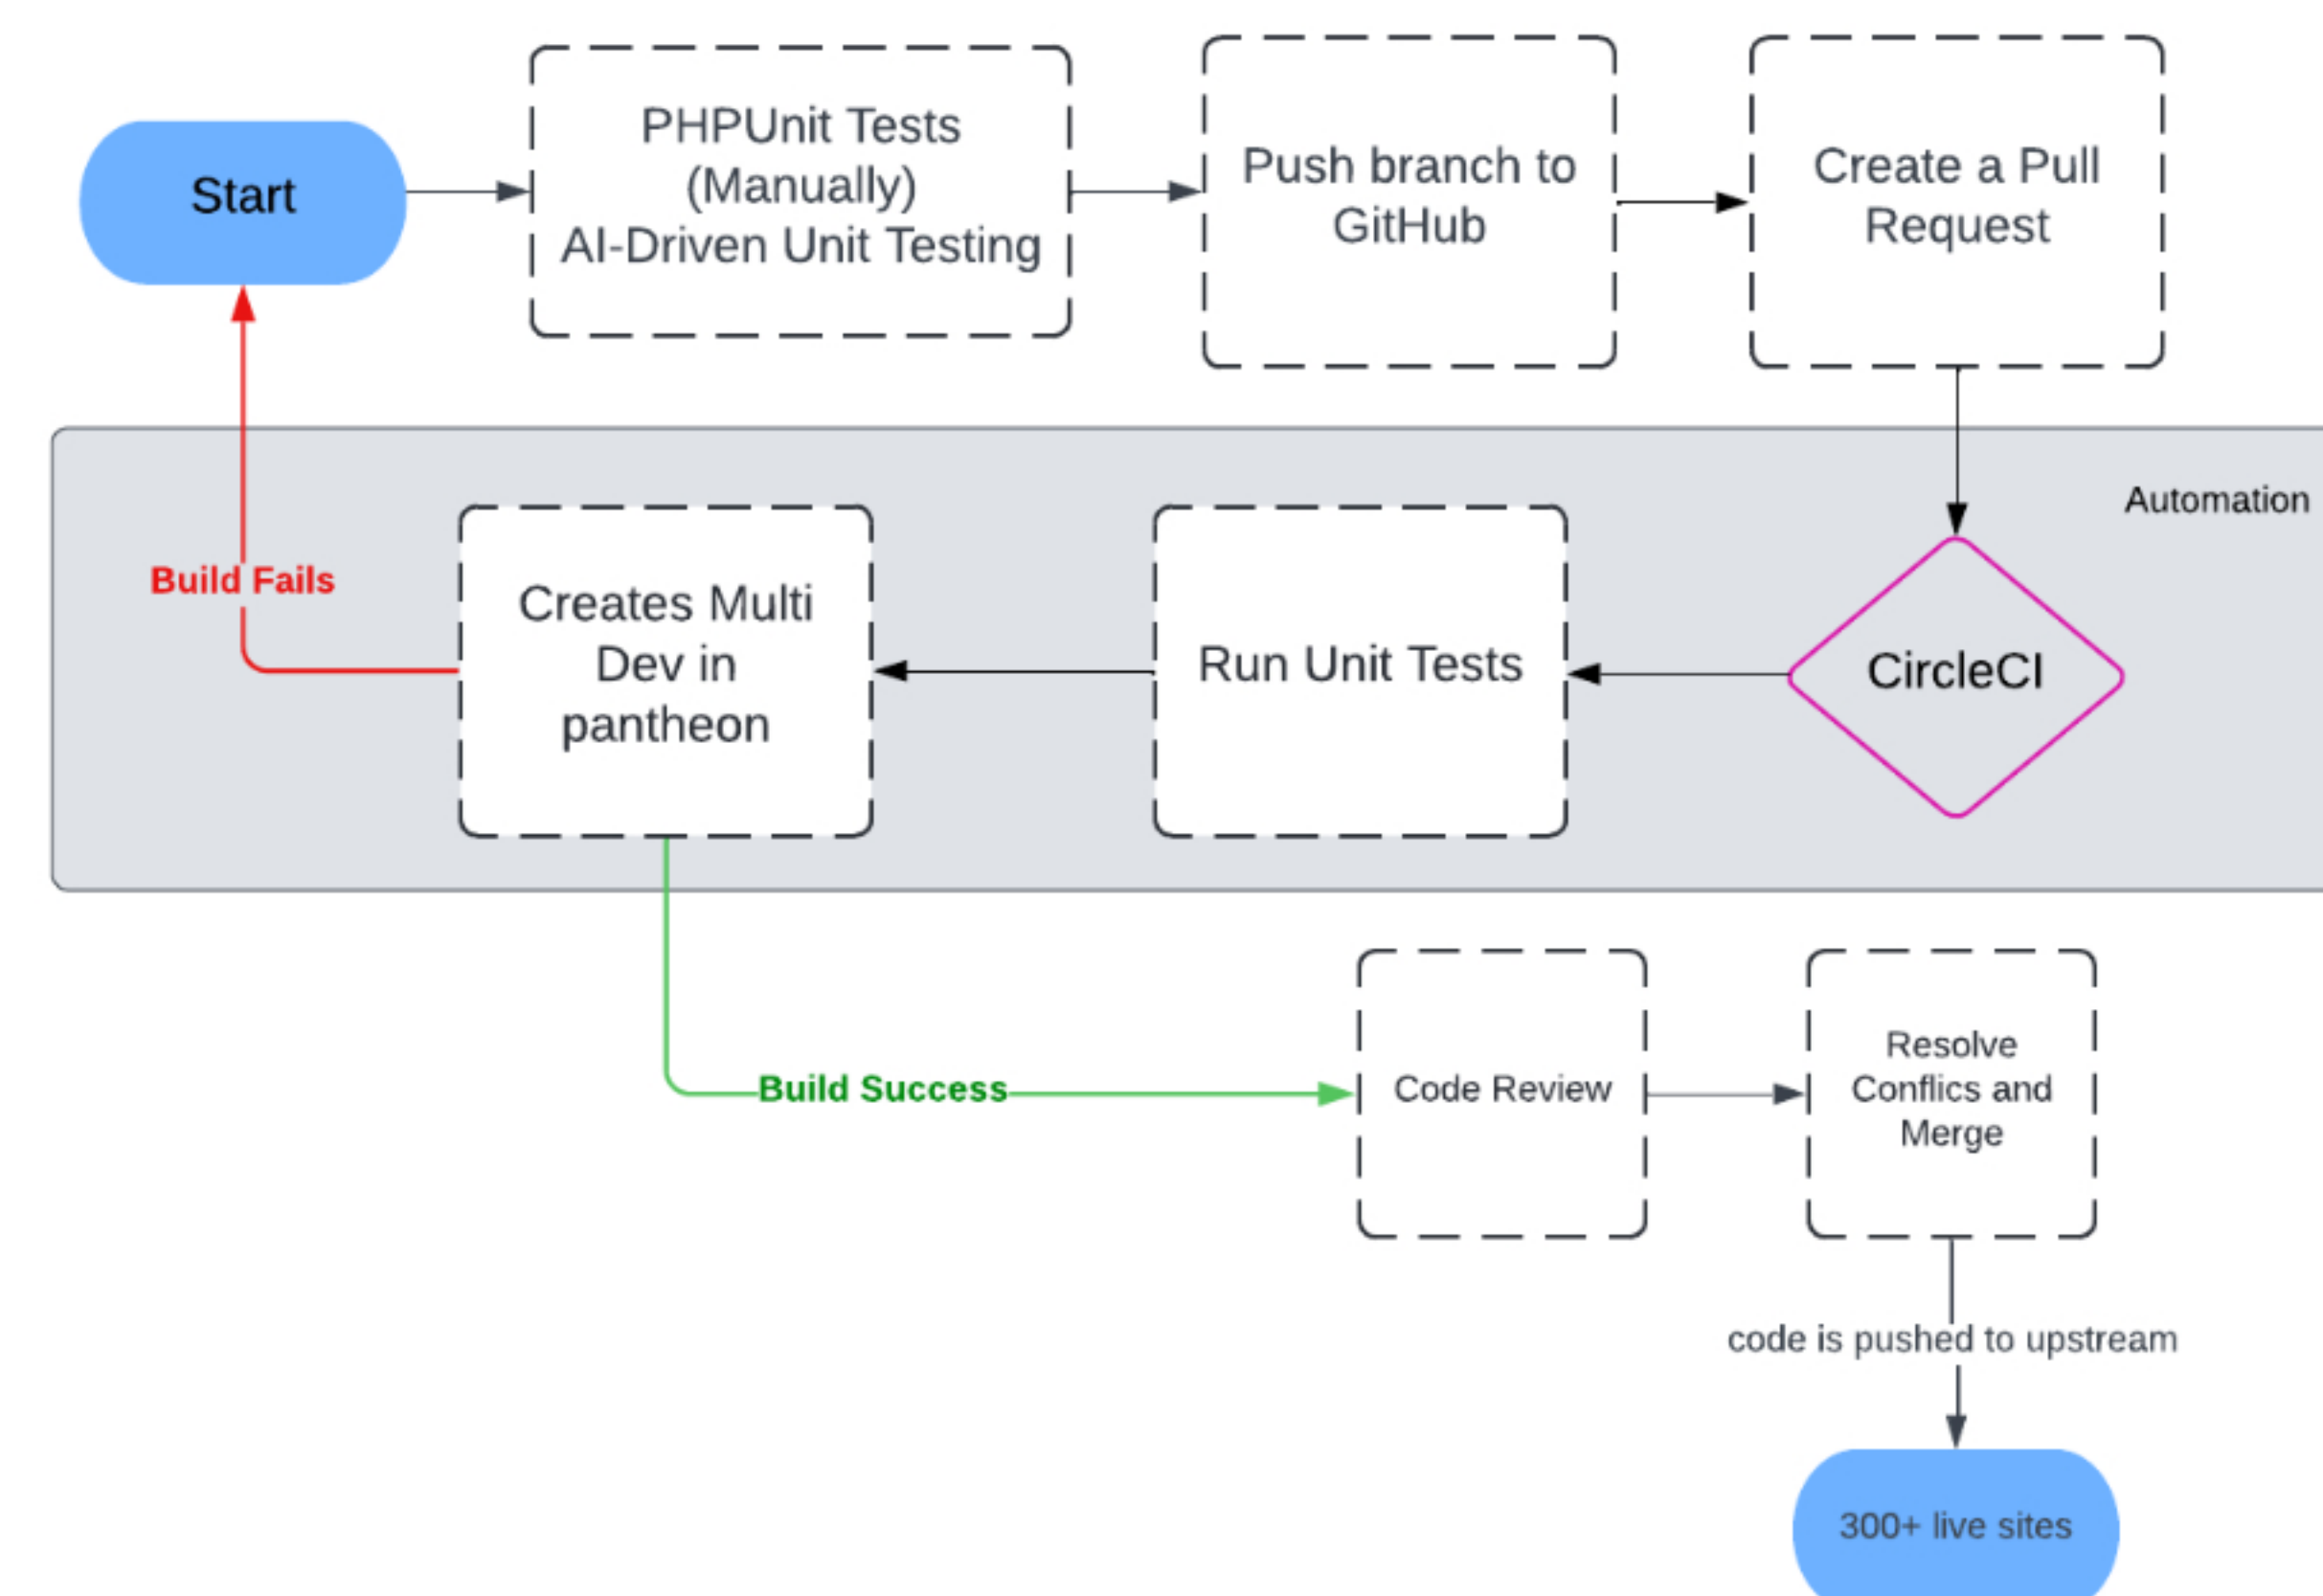 Start
PHPUnit Tests
(Manually)
AI-Driven Unit Testing
Push branch to
GitHub
Create a Pull
Request
Automation
Build Fails
Creates Multi
Dev in
pantheon
Run Unit Tests
CircleCI
Build Success
Code Review
Resolve
Conflics and
Merge
code is pushed to upstream
300+ live sites